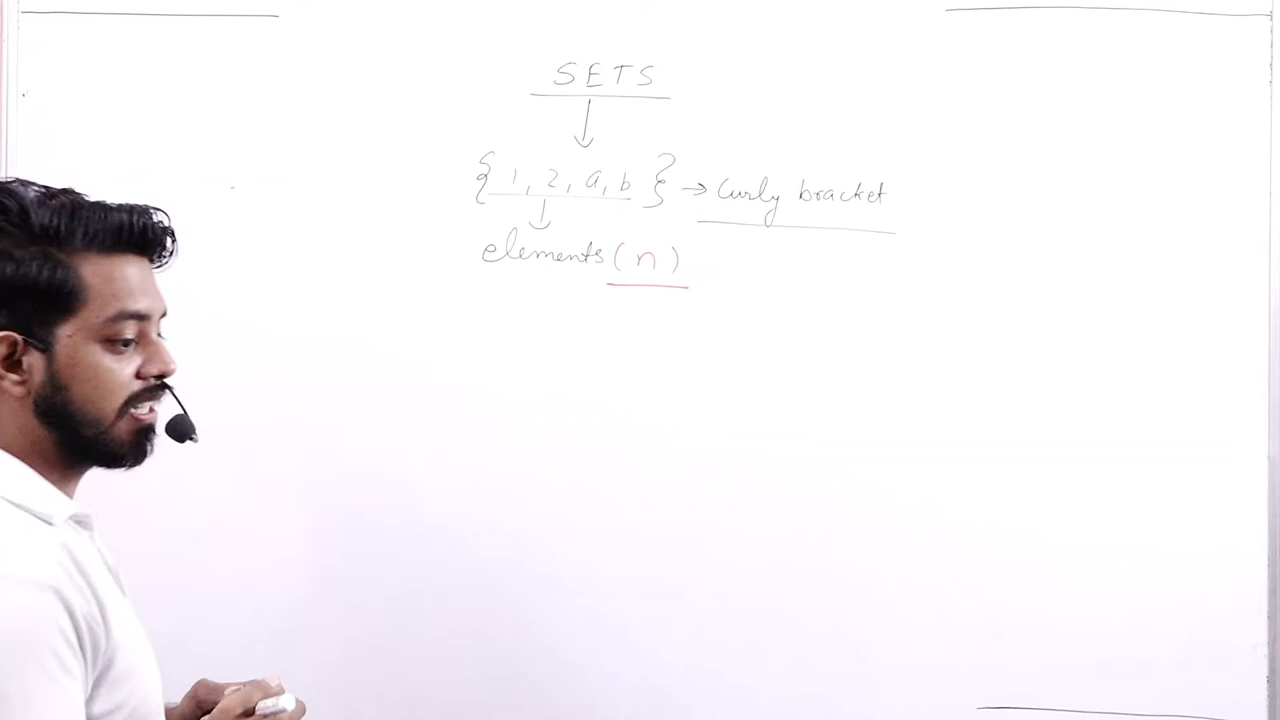 SETS
{ 1, 2, a, b } → Curly bracket
elements (n)